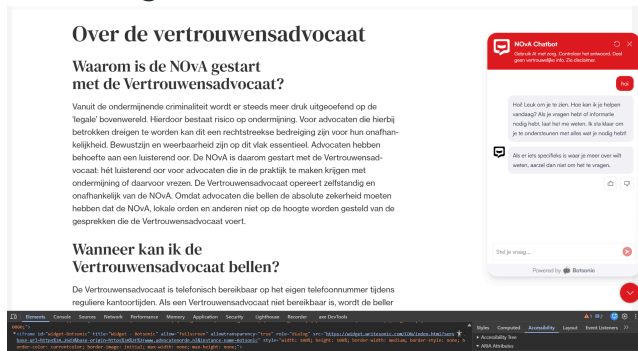 Over de vertrouwensadvocaat
Waarom is de NOvA gestart
met de Vertrouwensadvocaat?
Vanuit de ondermijnende criminaliteit wordt er steeds meer druk uitgeoefend op de
'legale' bovenwereld. Hierdoor bestaat risico op ondermijning. Voor advocaten die hierbij
betrokken dreigen te worden kan dit een rechtstreekse bedreiging zijn voor hun onafhan-
kelijkheid. Bewustzijn en weerbaarheid zijn op dit vlak essentieel. Advocaten hebben
behoefte aan een luisterend oor. De NOvA is daarom gestart met de Vertrouwensad-
vocaat: hét luisterend oor voor advocaten die in de praktijk te maken krijgen met
ondermijning of daarvoor vrezen. De Vertrouwensadvocaat opereert zelfstandig en
onafhankelijk van de NOvA. Omdat advocaten die bellen de absolute zekerheid moeten
hebben dat de NOvA, lokale orden en anderen niet op de hoogte worden gesteld van de
gesprekken die de Vertrouwensadvocaat voert.
Wanneer kan ik de
Vertrouwensadvocaat bellen?
De Vertrouwensadvocaat is telefonisch bereikbaar op het eigen telefoonnummer tijdens
reguliere kantoortijden. Als een Vertrouwensadvocaat niet bereikbaar is, wordt de beller
NOvA Chatbot
Gebruik AI met zorg. Controleer het antwoord. Deel
geen vertrouwelijke info. Zie disclaimer.
hoi
Hoi! Leuk om je te zien. Hoe kan ik je helpen
vandaag? Als je vragen hebt of informatie
nodig hebt, laat het me weten. Ik sta klaar om
je te ondersteunen met alles wat je nodig hebt!
Als er iets specifieks is waar je meer over wilt
weten, aarzel dan niet om het te vragen.
Stel je vraag...
Powered by Botsonic
Elements Console Sources Network Performance Memory Application Security Lighthouse Recorder axe DevTools
Styles Computed Accessibility Layout Event Listeners
Accessibility Tree
ARIA Attributes